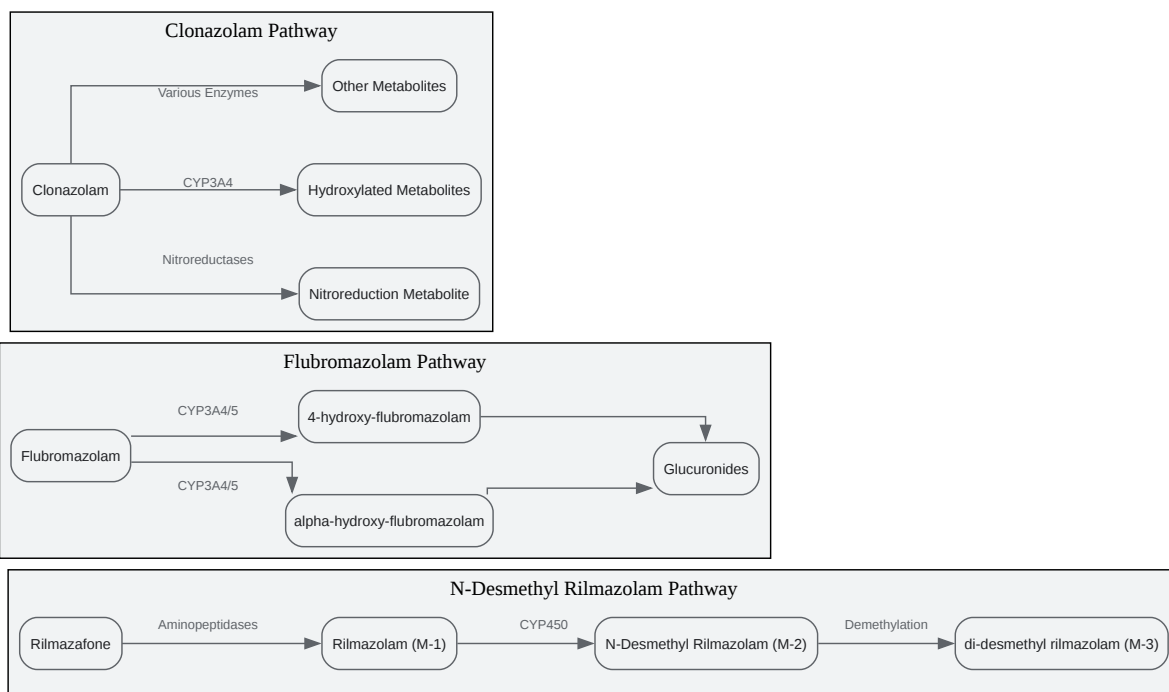 Clonazolam Pathway
Various Enzymes
Other Metabolites
Clonazolam
CYP3A4
Hydroxylated Metabolites
Nitroreductases
Nitroreduction Metabolite
Flubromazolam Pathway
CYP3A4/5
4-hydroxy-flubromazolam
Flubromazolam
Glucuronides
CYP3A4/5
alpha-hydroxy-flubromazolam
N-Desmethyl Rilmazolam Pathway
Rilmazafone
Aminopeptidases
Rilmazolam (M-1)
CYP450
N-Desmethyl Rilmazolam (M-2)
Demethylation
di-desmethyl rilmazolam (M-3)